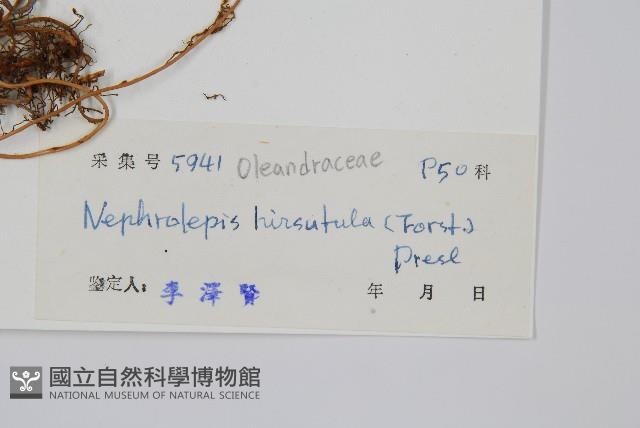 采集号 5941 Oleandraceae P50 科
Nephrolepis hirsutula (Forst.)
Presl
鉴定人: 李澤賢 年 月 日
國立自然科學博物館
NATIONAL MUSEUM OF NATURAL SCIENCE